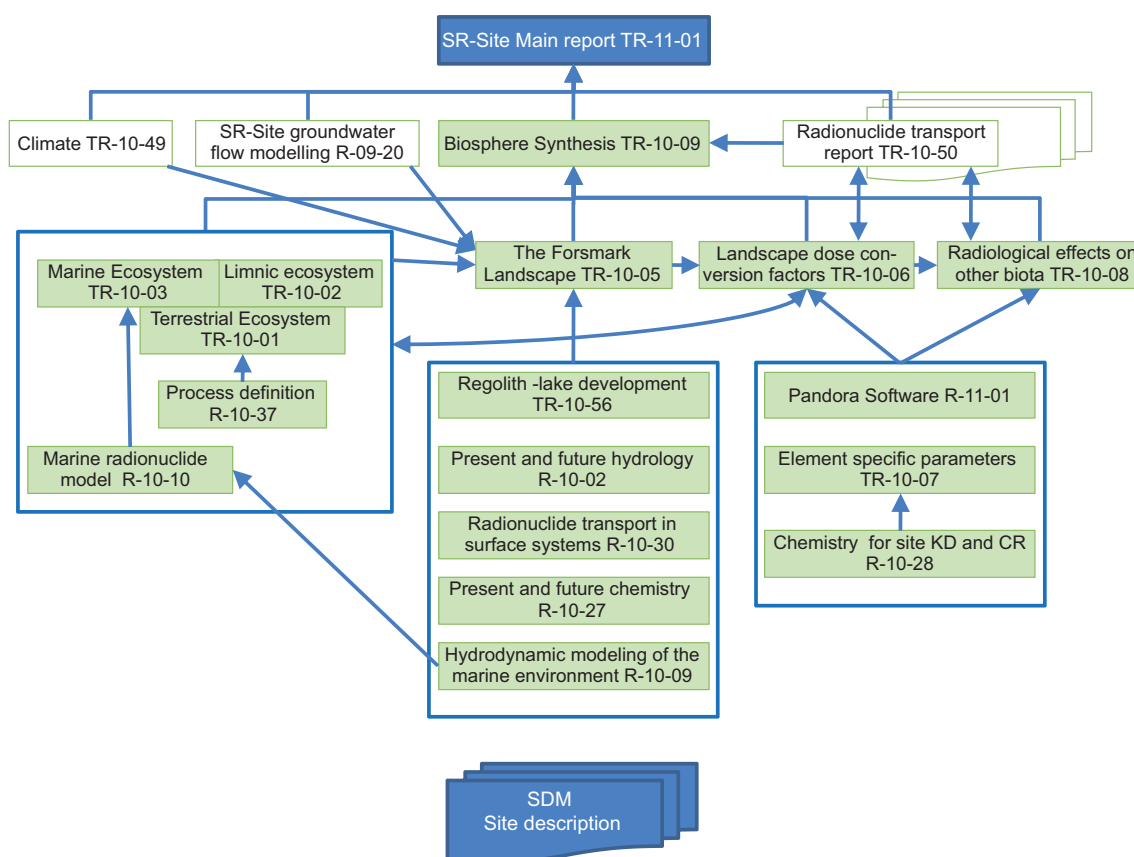 SR-Site Main report TR-11-01
Climate TR-10-49
SR-Site groundwater
flow modelling R-09-20
Biosphere Synthesis TR-10-09
Radionuclide transport
report TR-10-50
Marine Ecosystem
TR-10-03
Limnic ecosystem
TR-10-02
Terrestrial Ecosystem
TR-10-01
Process definition
R-10-37
Marine radionuclide
model R-10-10
The Forsmark
Landscape TR-10-05
Landscape dose con-
version factors TR-10-06
Radiological effects on
other biota TR-10-08
Regolith -lake development
TR-10-56
Present and future hydrology
R-10-02
Radionuclide transport in
surface systems R-10-30
Present and future chemistry
R-10-27
Hydrodynamic modeling of the
marine environment R-10-09
Pandora Software R-11-01
Element specific parameters
TR-10-07
Chemistry for site KD and CR
R-10-28
SDM
Site description